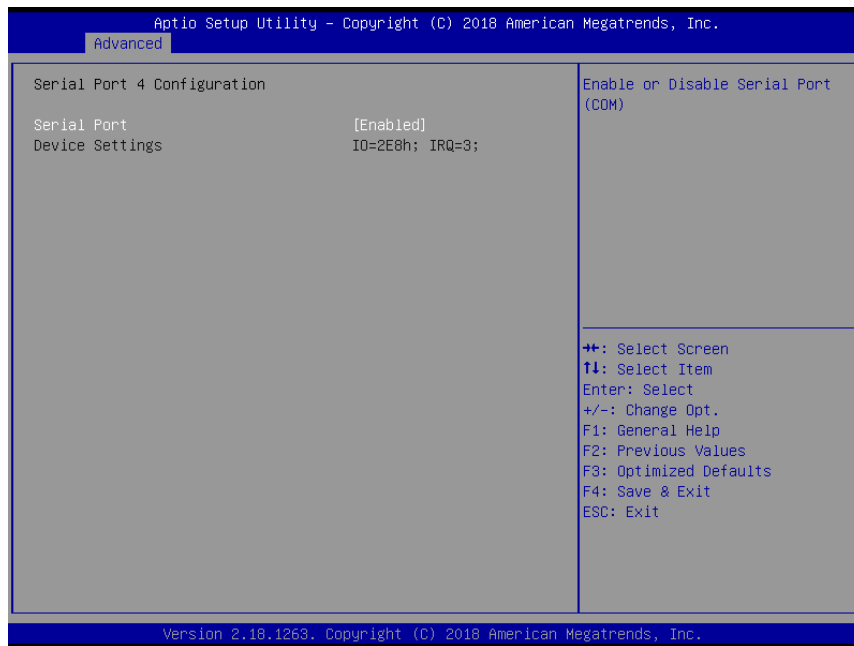 Aptio Setup Utility – Copyright (C) 2018 American Megatrends, Inc.
Advanced
Serial Port 4 Configuration
Serial Port [Enabled]
Device Settings IO=2E8h; IRQ=3;
Enable or Disable Serial Port
(COM)
→←: Select Screen
↑↓: Select Item
Enter: Select
+/-: Change Opt.
F1: General Help
F2: Previous Values
F3: Optimized Defaults
F4: Save & Exit
ESC: Exit
Version 2.18.1263. Copyright (C) 2018 American Megatrends, Inc.